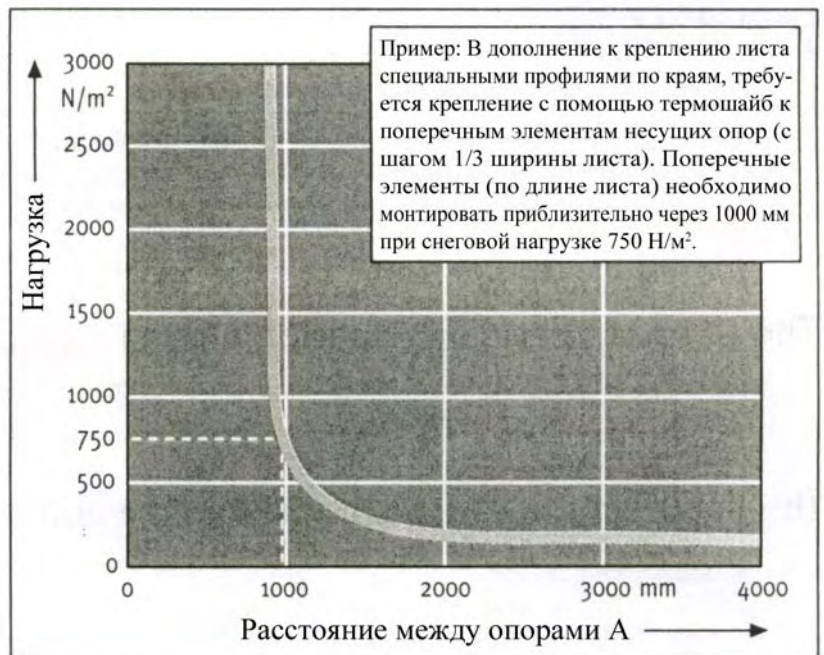 Пример: В дополнение к креплению листа
специальными профилями по краям, требу-
ется крепление с помощью термошайб к
поперечным элементам несущих опор (с
шагом 1/3 ширины листа). Поперечные
элементы (по длине листа) необходимо
монтировать приблизительно через 1000 мм
при снеговой нагрузке 750 Н/м².
Нагрузка
3000
N/m²
2500
2000
1500
1000
750
500
0
0 1000 2000 3000 mm 4000
Расстояние между опорами А